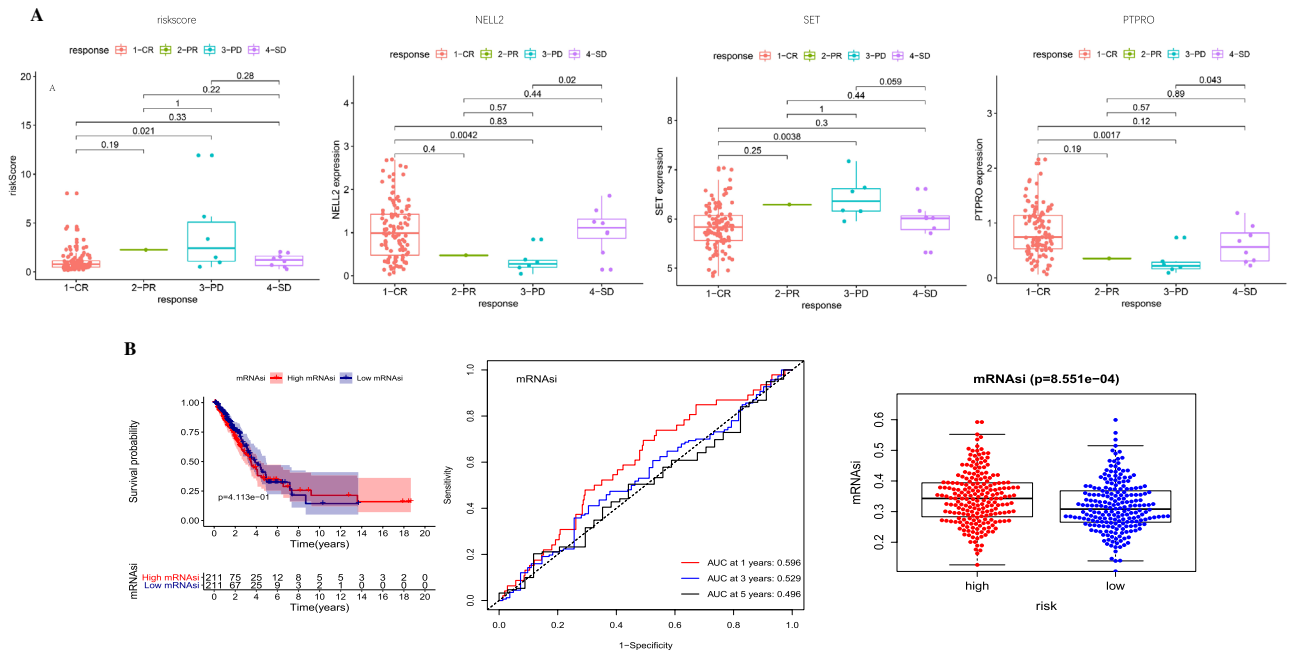 A
riskscore
response 1-CR 2-PR 3-PD 4-SD
A
0.28
0.22
1
0.33
0.021
0.19
20
15
10
5
0
riskScore
1-CR 2-PR 3-PD 4-SD
response
NELL2
response 1-CR 2-PR 3-PD 4-SD
0.02
0.44
0.57
0.83
0.0042
0.4
4
3
2
1
0
NELL2 expression
1-CR 2-PR 3-PD 4-SD
response
SET
response 1-CR 2-PR 3-PD 4-SD
0.059
0.44
1
0.3
0.0038
0.25
8
7
6
5
SET expression
1-CR 2-PR 3-PD 4-SD
response
PTPRO
response 1-CR 2-PR 3-PD 4-SD
0.043
0.89
0.57
0.12
0.0017
0.19
3
2
1
0
PTPRO expression
1-CR 2-PR 3-PD 4-SD
response
B
mRNAsi High mRNAsi Low mRNAsi
1.00
0.75
0.50
0.25
0.00
Survival probability
p=4.113e-01
0 2 4 6 8 10 12 14 16 18 20
Time(years)
mRNAsi
High mRNAsi 211 75 25 12 8 5 5 3 3 2 0
Low mRNAsi 211 67 25 9 3 2 1 0 0 0 0
0 2 4 6 8 10 12 14 16 18 20
Time(years)
mRNAsi
1.0
0.8
0.6
0.4
0.2
0.0
Sensitivity
AUC at 1 years: 0.596
AUC at 3 years: 0.529
AUC at 5 years: 0.496
0.0 0.2 0.4 0.6 0.8 1.0
1-Specificity
mRNAsi (p=8.551e-04)
0.6
0.5
0.4
0.3
0.2
mRNAsi
high low
risk